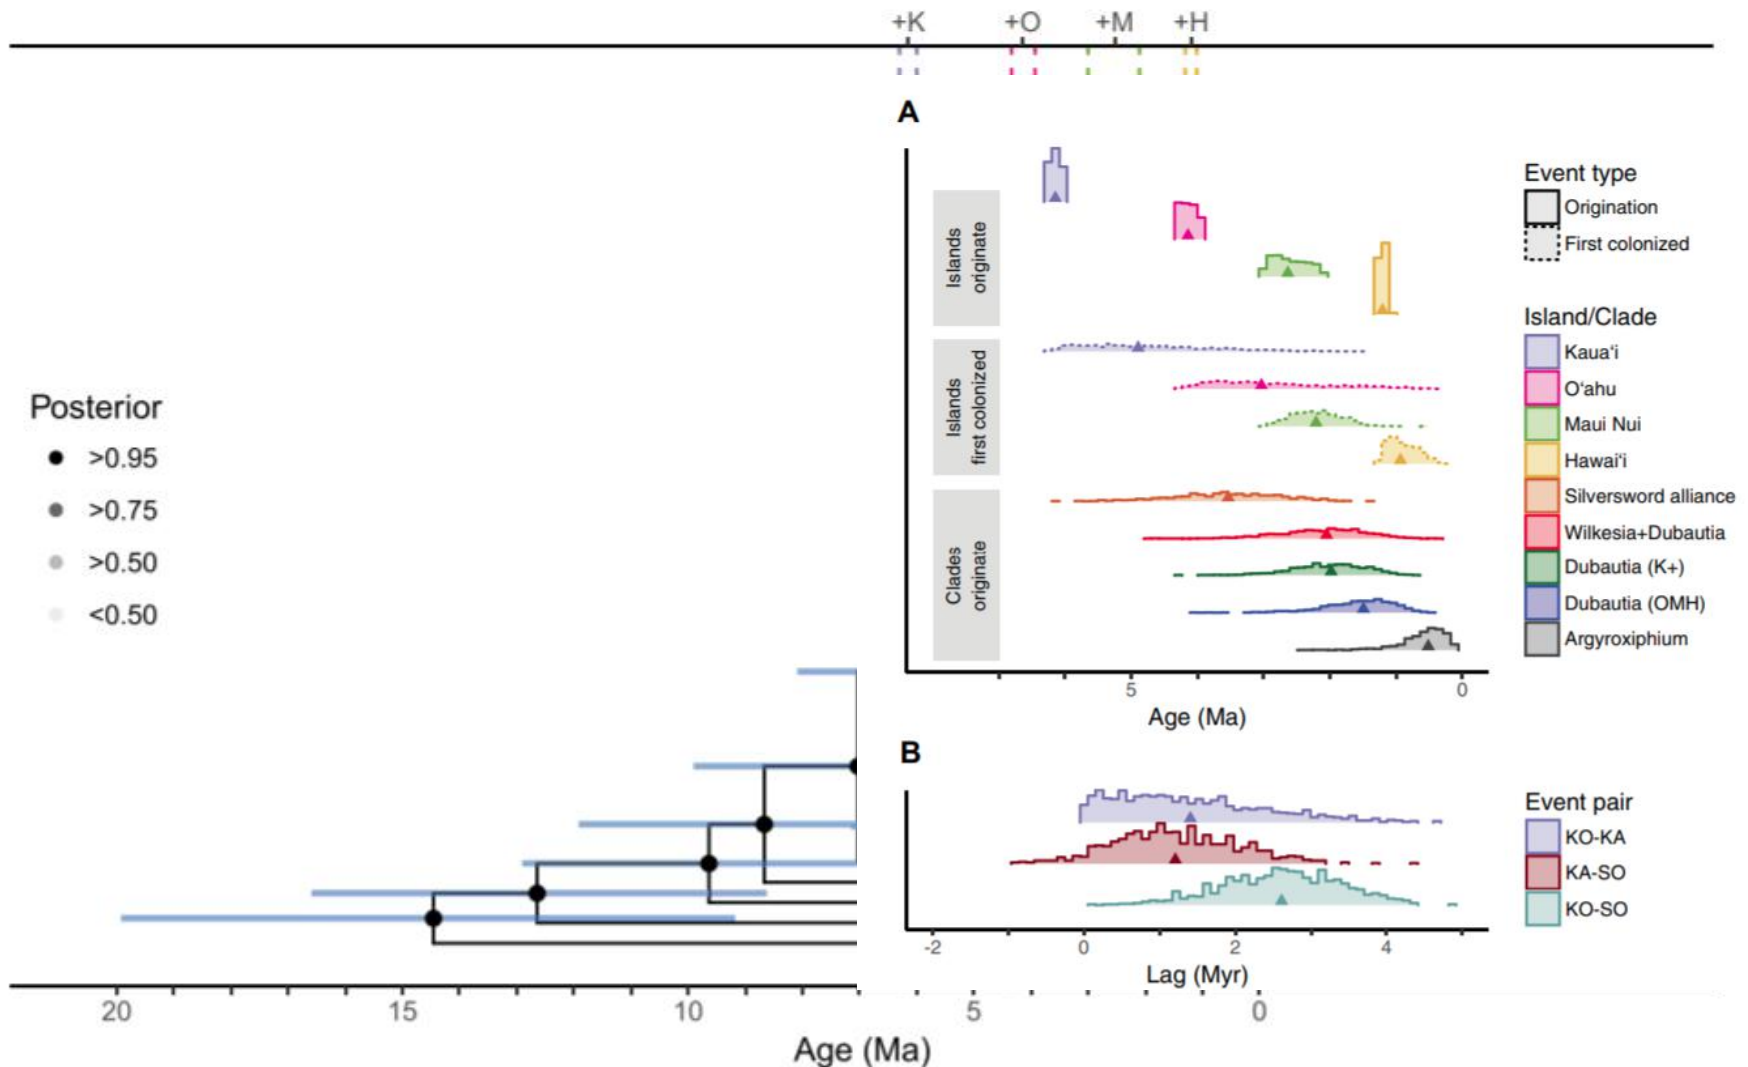 +K +O +M +H
A
Islands
originate
Islands
first colonized
Clades
originate
5 0
Age (Ma)
Event type
Origination
First colonized
Island/Clade
Kauaʻi
Oʻahu
Maui Nui
Hawaiʻi
Silversword alliance
Wilkesia+Dubautia
Dubautia (K+)
Dubautia (OMH)
Argyroxiphium
Posterior
>0.95
>0.75
>0.50
<0.50
B
Event pair
KO-KA
KA-SO
KO-SO
-2 0 2 4
Lag (Myr)
20 15 10 5 0
Age (Ma)